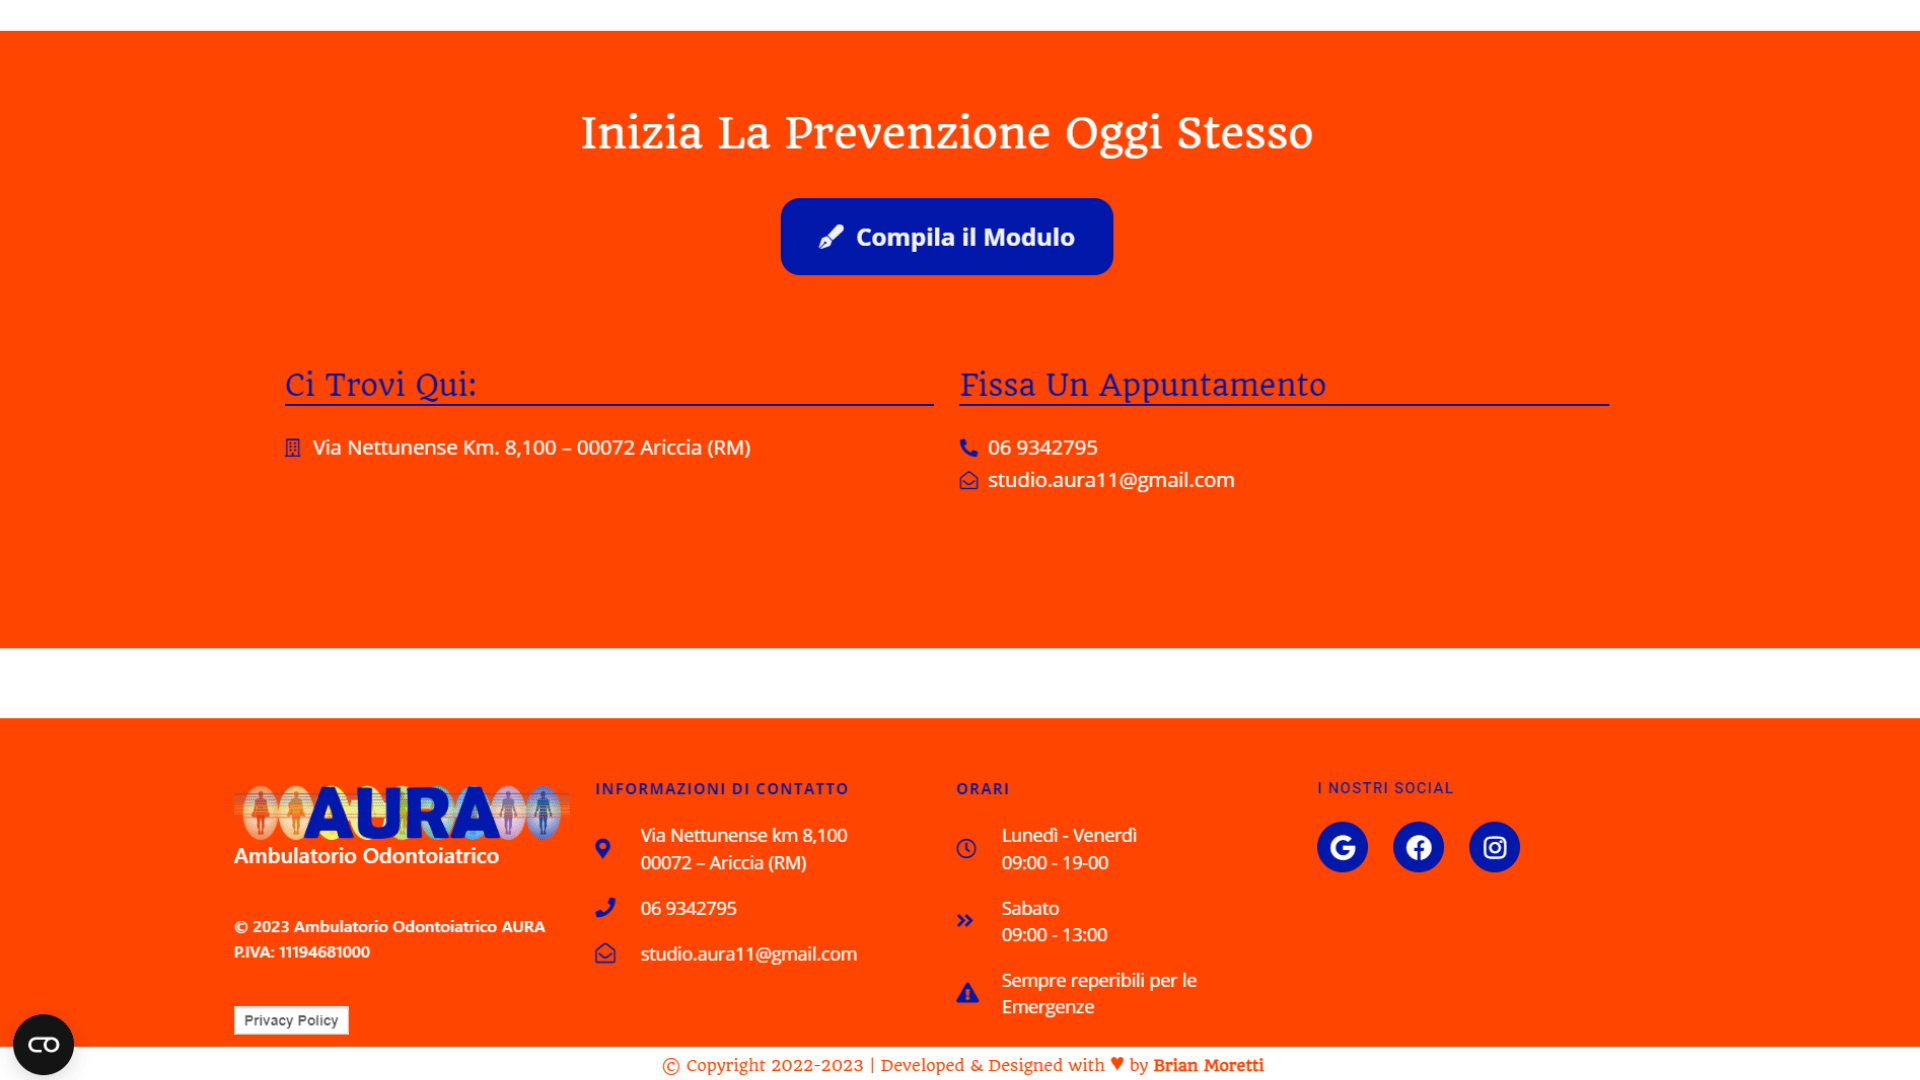 Inizia La Prevenzione Oggi Stesso
Compila il Modulo
Ci Trovi Qui:
Via Nettunense Km. 8,100 – 00072 Ariccia (RM)
Fissa Un Appuntamento
06 9342795
studio.aura11@gmail.com
AURA
Ambulatorio Odontoiatrico
© 2023 Ambulatorio Odontoiatrico AURA
P.IVA: 11194681000
Privacy Policy
INFORMAZIONI DI CONTATTO
Via Nettunense km 8,100
00072 – Ariccia (RM)
06 9342795
studio.aura11@gmail.com
ORARI
Lunedì - Venerdì
09:00 - 19-00
Sabato
09:00 - 13:00
Sempre reperibili per le
Emergenze
I NOSTRI SOCIAL
© Copyright 2022-2023 | Developed & Designed with ♥ by Brian Moretti